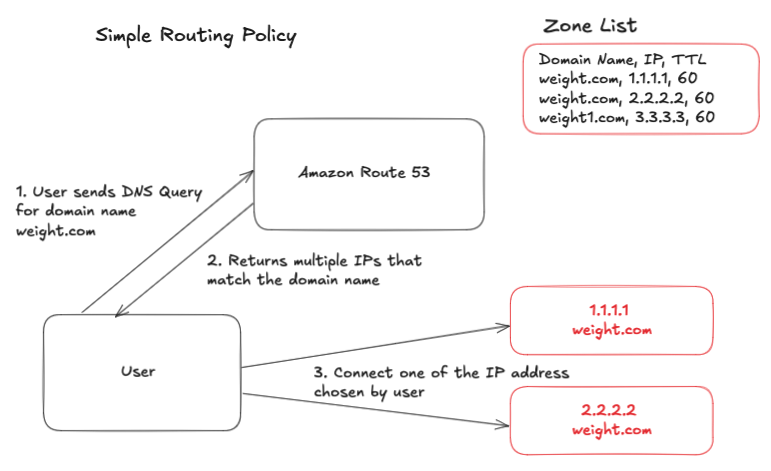 Simple Routing Policy
Zone List
Domain Name, IP, TTL
weight.com, 1.1.1.1, 60
weight.com, 2.2.2.2, 60
weight1.com, 3.3.3.3, 60
Amazon Route 53
1. User sends DNS Query
for domain name
weight.com
2. Returns multiple IPs that
match the domain name
User
3. Connect one of the IP address
chosen by user
1.1.1.1
weight.com
2.2.2.2
weight.com